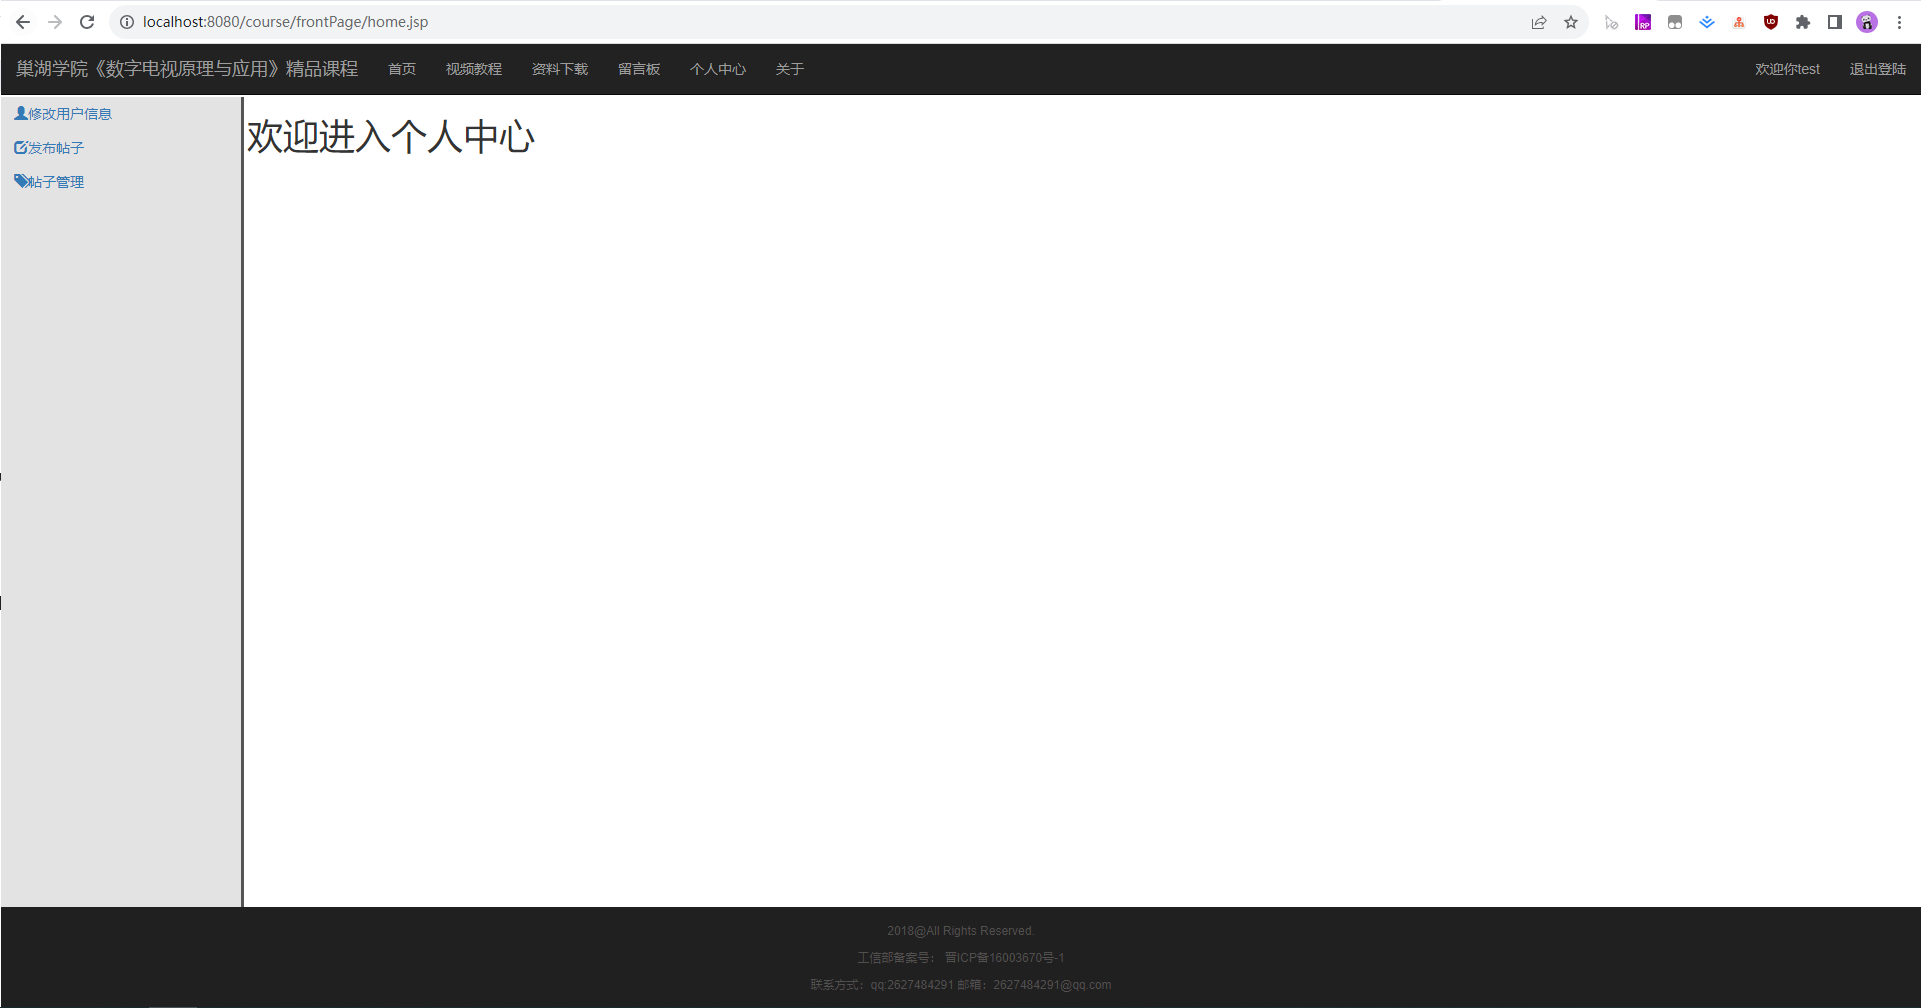 localhost:8080/course/frontPage/home.jsp
巢湖学院《数字电视原理与应用》精品课程 首页 视频教程 资料下载 留言板 个人中心 关于 欢迎你test 退出登陆
修改用户信息
发布帖子
帖子管理
欢迎进入个人中心
2018@All Rights Reserved.
工信部备案号： 晋ICP备16003670号-1
联系方式：qq:2627484291 邮箱：2627484291@qq.com